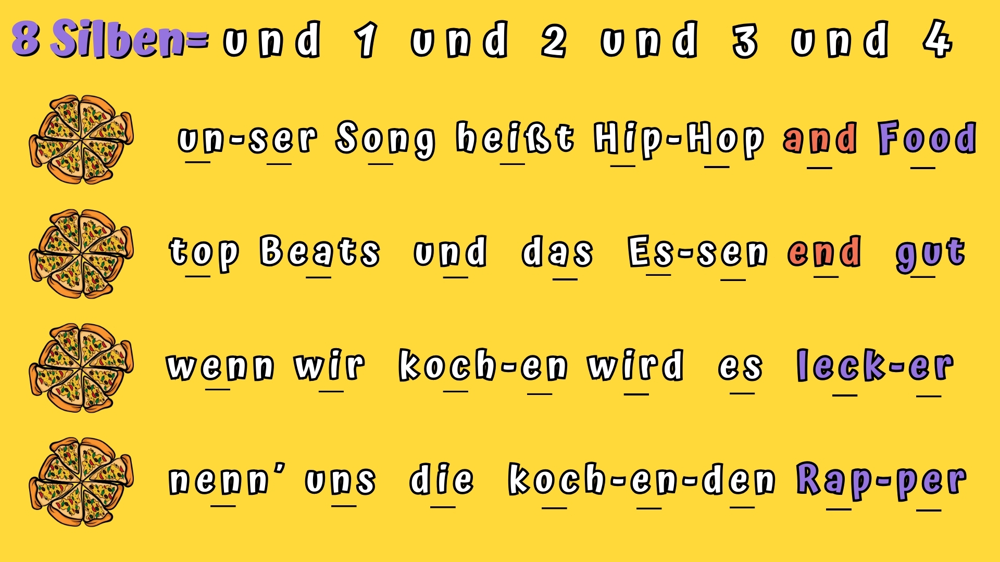 8 Silben= und 1 und 2 und 3 und 4
un-ser Song heißt Hip-Hop and Food
top Beats und das Es-sen end gut
wenn wir koch-en wird es leck-er
nenn' uns die koch-en-den Rap-per